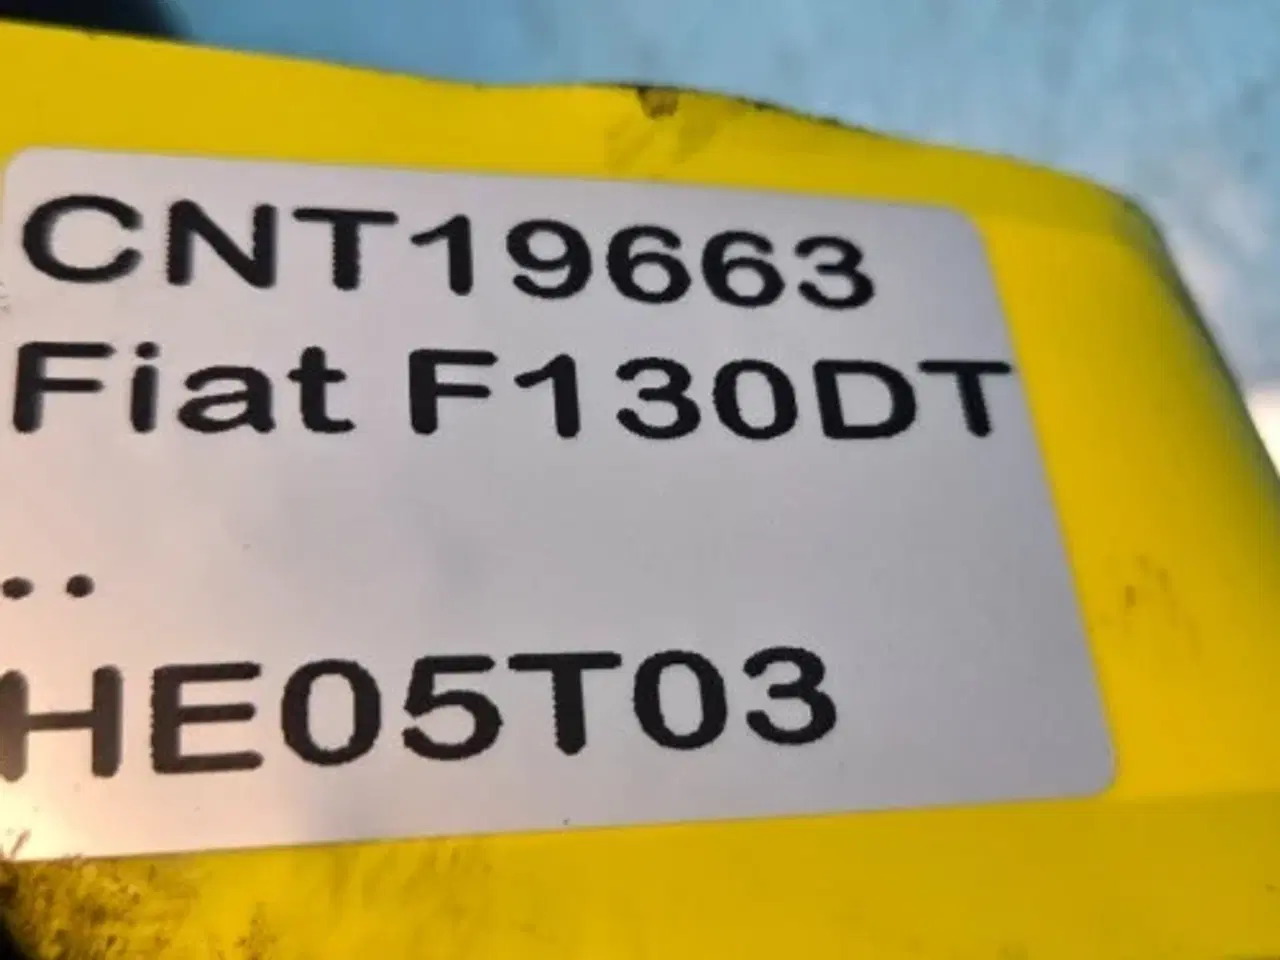 CNT19663
Fiat F130DT
..
HE05T03